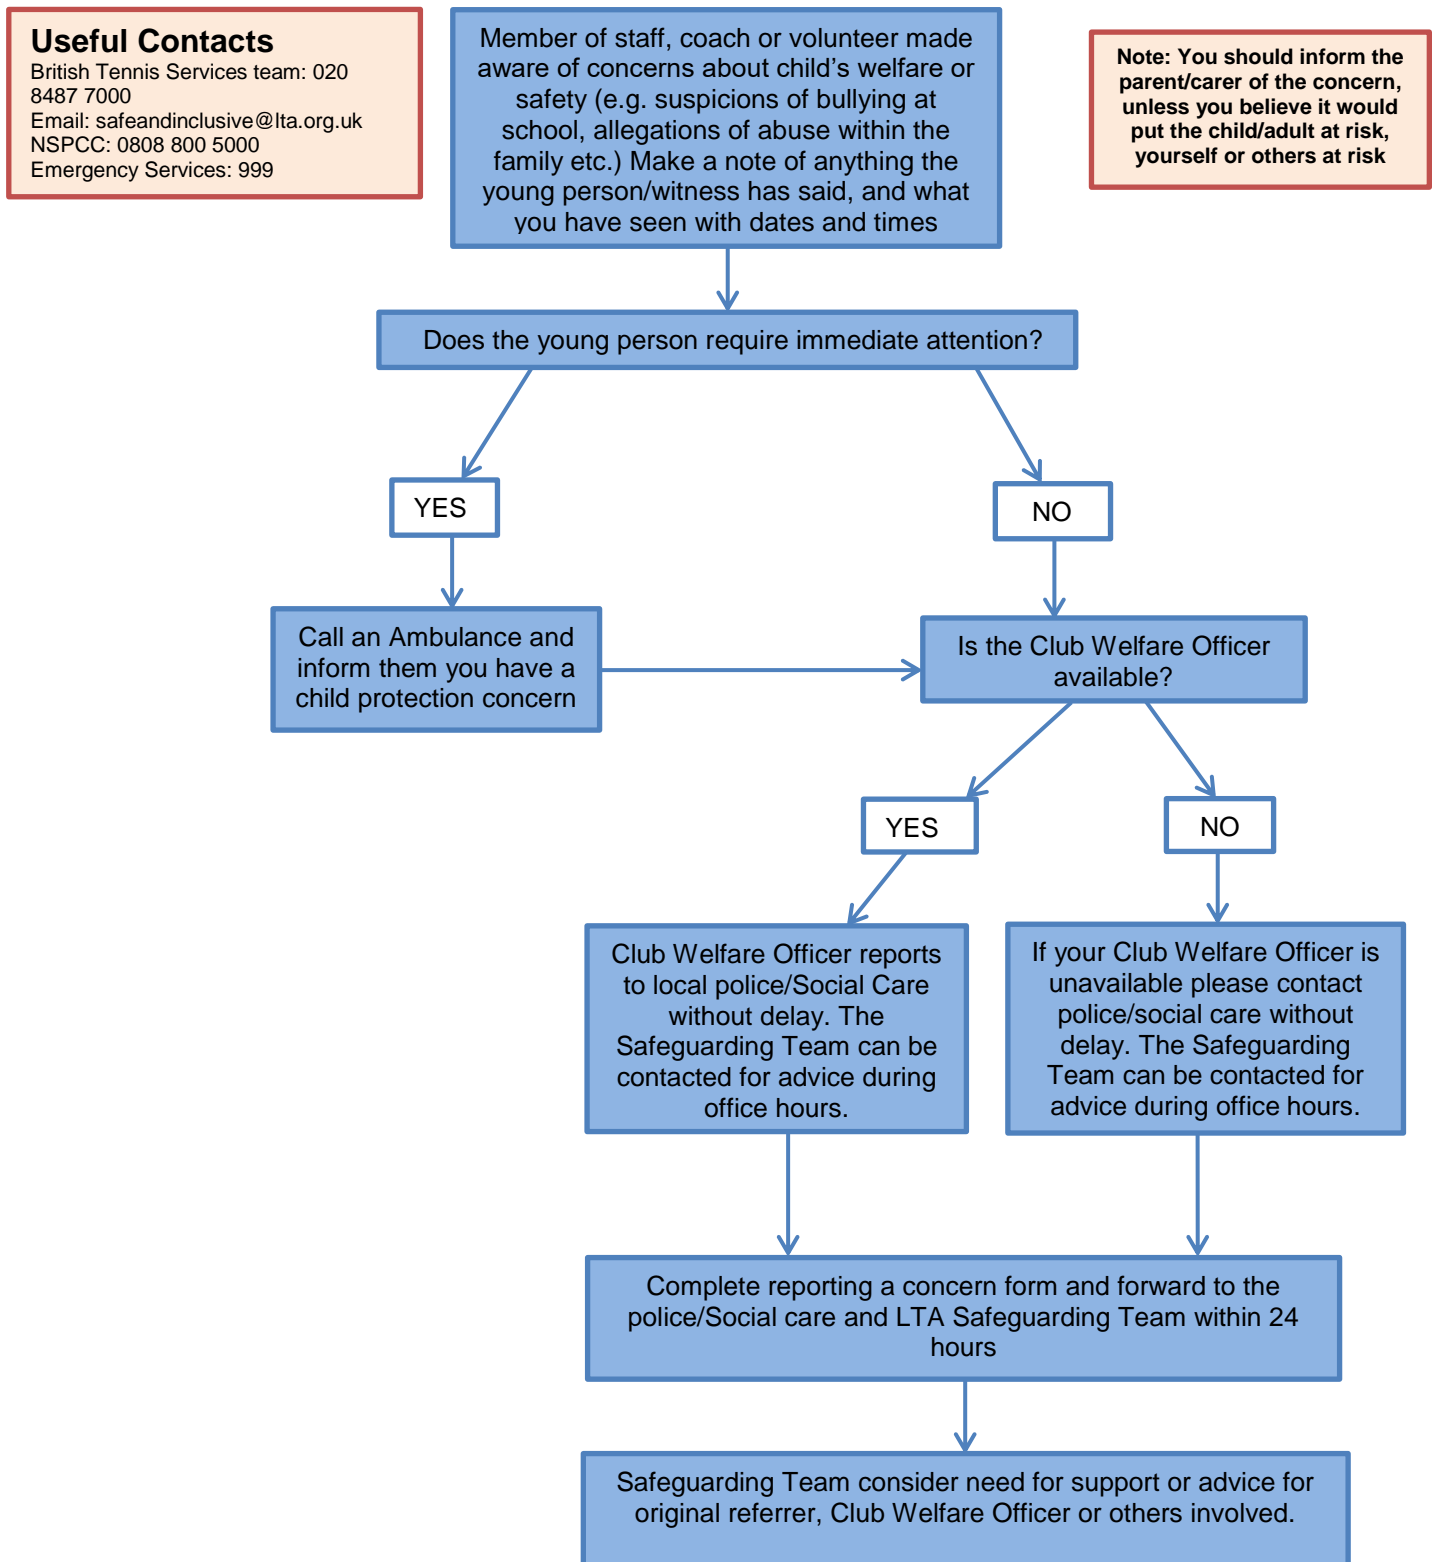 Useful Contacts
British Tennis Services team: 020
8487 7000
Email: safeandinclusive@lta.org.uk
NSPCC: 0808 800 5000
Emergency Services: 999
Member of staff, coach or volunteer made
aware of concerns about child’s welfare or
safety (e.g. suspicions of bullying at
school, allegations of abuse within the
family etc.) Make a note of anything the
young person/witness has said, and what
you have seen with dates and times
Note: You should inform the
parent/carer of the concern,
unless you believe it would
put the child/adult at risk,
yourself or others at risk
Does the young person require immediate attention?
YES
NO
Call an Ambulance and
inform them you have a
child protection concern
Is the Club Welfare Officer
available?
YES
NO
Club Welfare Officer reports
to local police/Social Care
without delay. The
Safeguarding Team can be
contacted for advice during
office hours.
If your Club Welfare Officer is
unavailable please contact
police/social care without
delay. The Safeguarding
Team can be contacted for
advice during office hours.
Complete reporting a concern form and forward to the
police/Social care and LTA Safeguarding Team within 24
hours
Safeguarding Team consider need for support or advice for
original referrer, Club Welfare Officer or others involved.